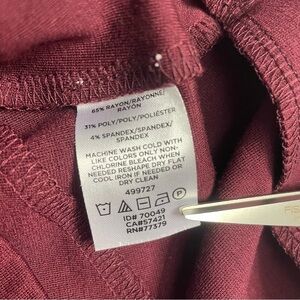 65% RAYON/RAYONNE/
RAYON
31% POLY/POLY/POLIÉSTER
4% SPANDEX/SPANDEX/
SPANDEX
MACHINE WASH COLD WITH
LIKE COLORS ONLY NON-
CHLORINE BLEACH WHEN
NEEDED RESHAPE DRY FLAT
COOL IRON IF NEEDED OR
DRY CLEAN
499727
P
ID# 70049
CA#57421
RN#77379